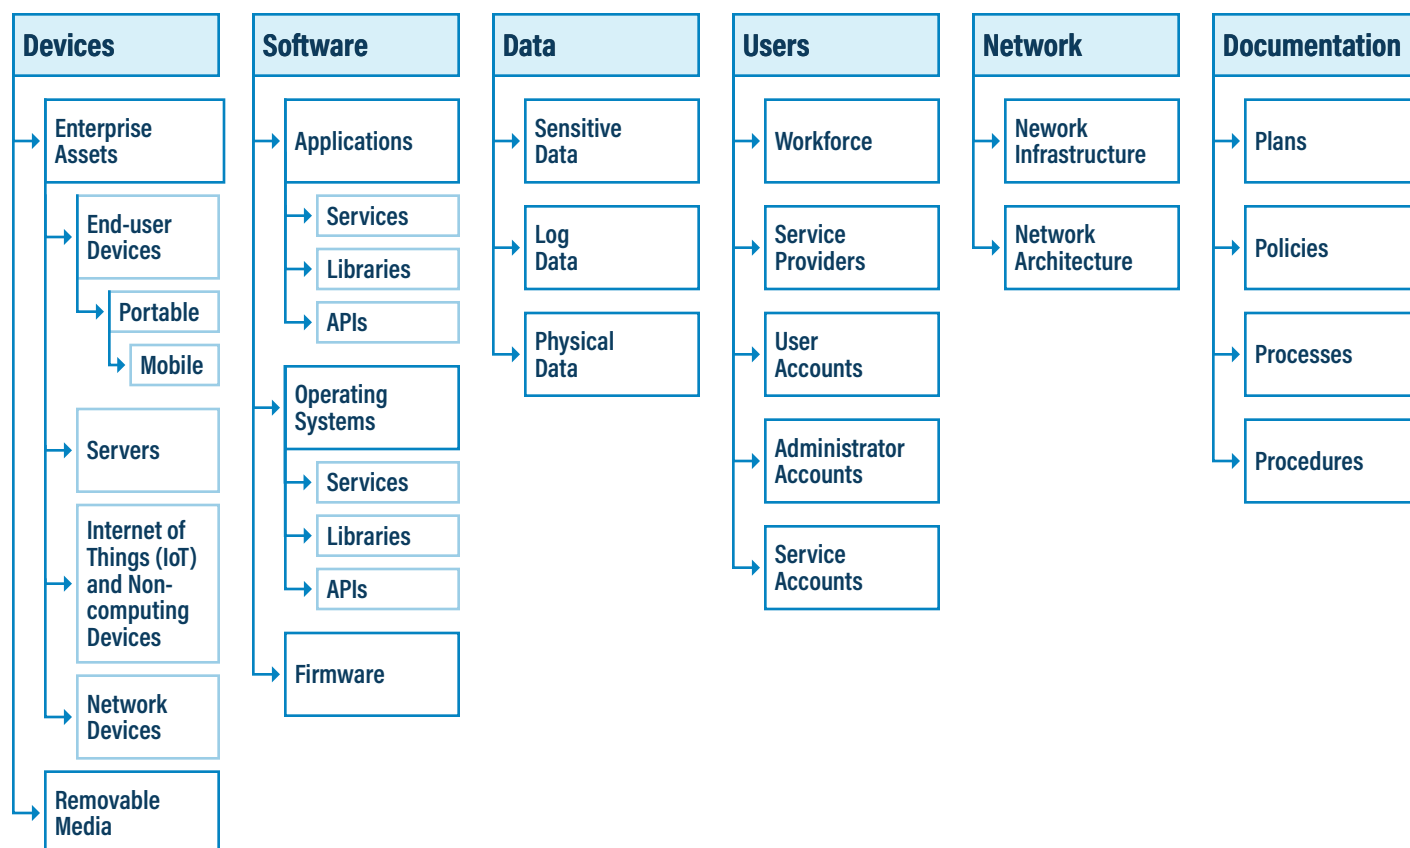 Devices
Enterprise
Assets
End-user
Devices
Portable
Mobile
Servers
Internet of
Things (IoT)
and Non-
computing
Devices
Network
Devices
Removable
Media
Software
Applications
Services
Libraries
APIs
Operating
Systems
Services
Libraries
APIs
Firmware
Data
Sensitive
Data
Log
Data
Physical
Data
Users
Workforce
Service
Providers
User
Accounts
Administrator
Accounts
Service
Accounts
Network
Nework
Infrastructure
Network
Architecture
Documentation
Plans
Policies
Processes
Procedures